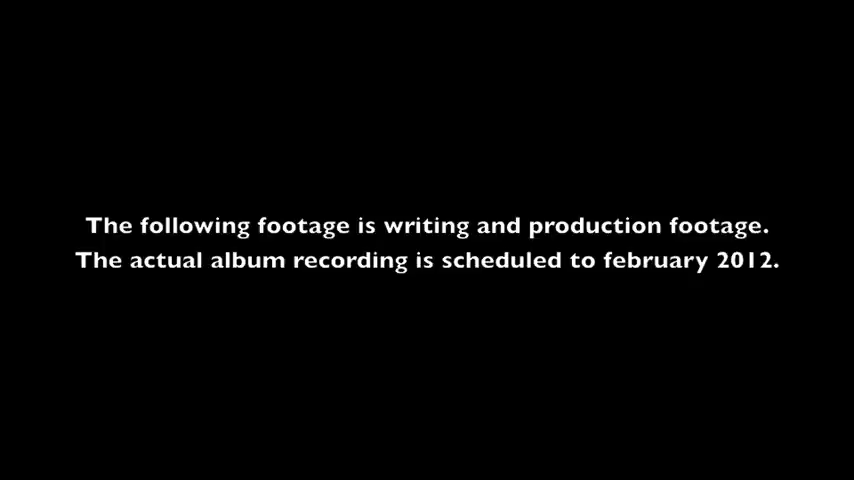 The following footage is writing and production footage.
The actual album recording is scheduled to february 2012.